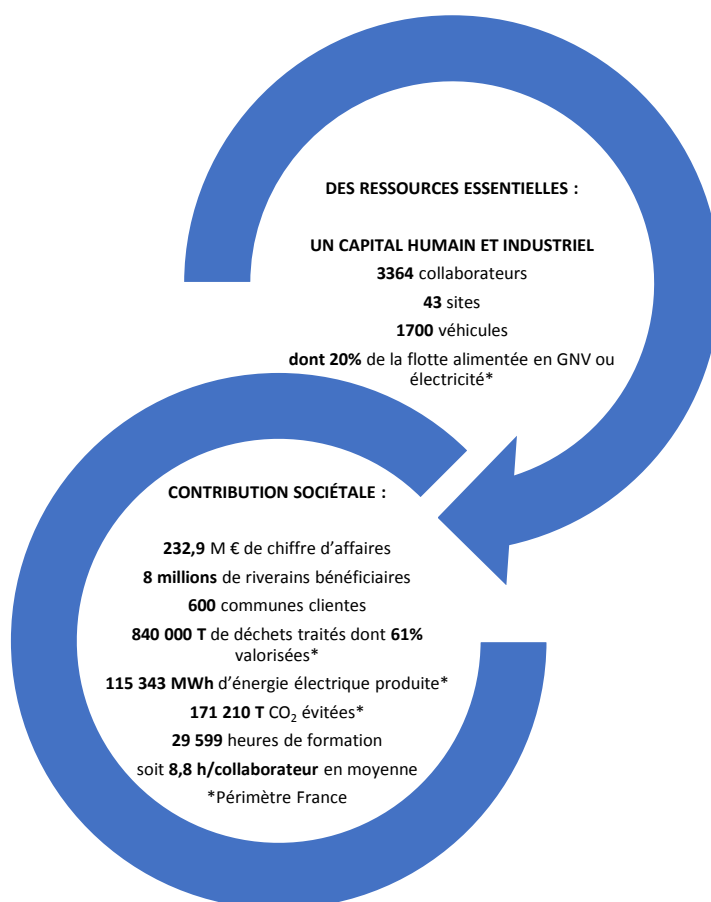 DES RESSOURCES ESSENTIELLES :
UN CAPITAL HUMAIN ET INDUSTRIEL
3364 collaborateurs
43 sites
1700 véhicules
dont 20% de la flotte alimentée en GNV ou
électricité*
CONTRIBUTION SOCIÉTALE :
232,9 M € de chiffre d’affaires
8 millions de riverains bénéficiaires
600 communes clientes
840 000 T de déchets traités dont 61%
valorisées*
115 343 MWh d’énergie électrique produite*
171 210 T CO₂ évitées*
29 599 heures de formation
soit 8,8 h/collaborateur en moyenne
*Périmètre France